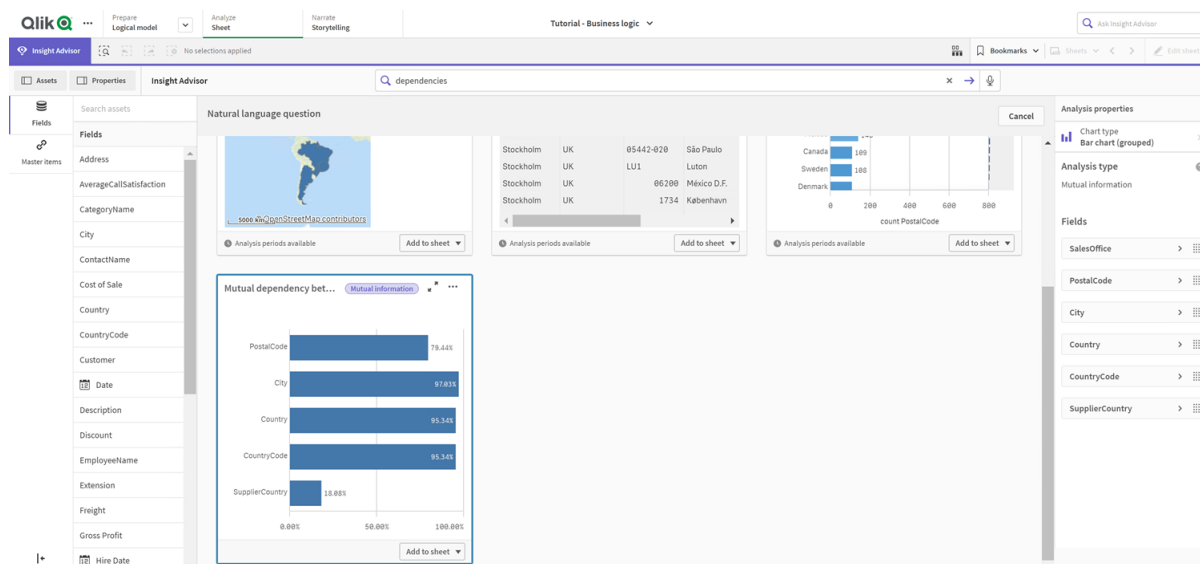 Qlik
Prepare
Logical model
Analyze
Sheet
Narrate
Storytelling
Tutorial - Business logic
Ask Insight Advisor
Insight Advisor
No selections applied
Bookmarks
Sheets
Edit sheet
Assets
Properties
Insight Advisor
dependencies
Fields
Master items
Search assets
Fields
Address
AverageCallSatisfaction
CategoryName
City
ContactName
Cost of Sale
Country
CountryCode
Customer
Date
Description
Discount
EmployeeName
Extension
Freight
Gross Profit
Hire Date
Natural language question
Cancel
5000 km
OpenStreetMap contributors
Analysis periods available
Add to sheet
Stockholm UK 05442-020 São Paulo
Stockholm UK LU1 Luton
Stockholm UK 06200 México D.F.
Stockholm UK 1734 København
Analysis periods available
Add to sheet
Canada 109
Sweden 108
Denmark
0 200 400 600 800
count PostalCode
Analysis periods available
Add to sheet
Mutual dependency bet...
Mutual information
PostalCode 79.44%
City 97.03%
Country 95.34%
CountryCode 95.34%
SupplierCountry 18.08%
0.00% 50.00% 100.00%
Add to sheet
Analysis properties
Chart type
Bar chart (grouped)
Analysis type
Mutual information
Fields
SalesOffice
PostalCode
City
Country
CountryCode
SupplierCountry